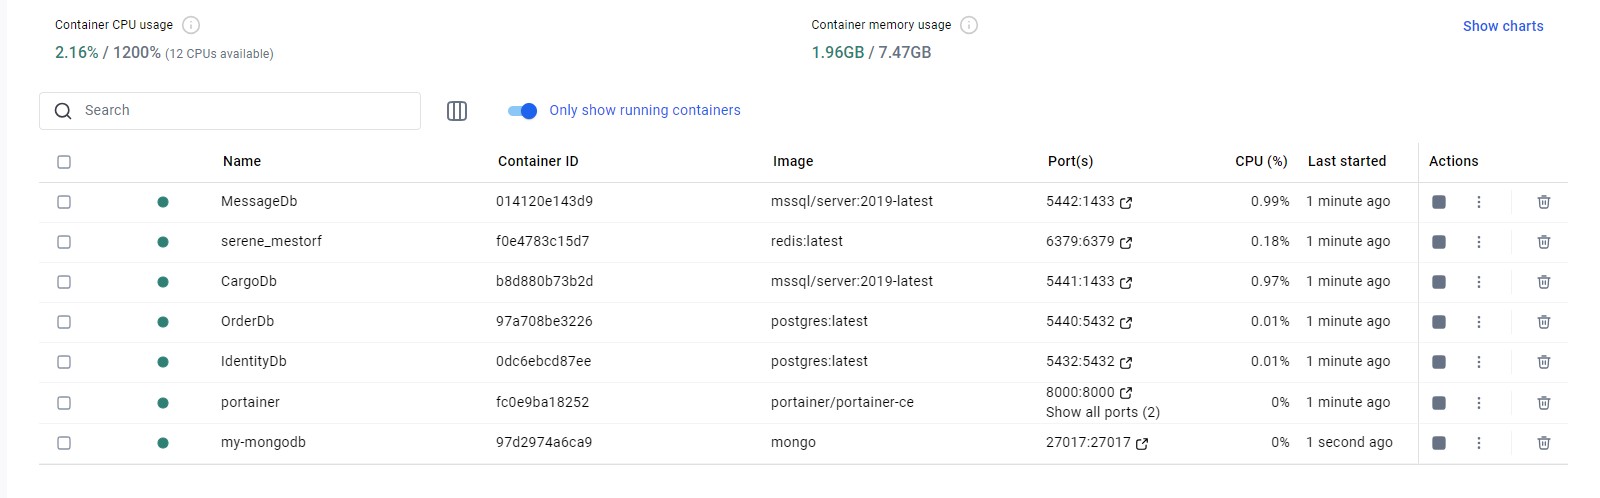 Container CPU usage
2.16% / 1200% (12 CPUs available)
Container memory usage
1.96GB / 7.47GB
Show charts
Search
Only show running containers
Name Container ID Image Port(s) CPU (%) Last started Actions
MessageDb 014120e143d9 mssql/server:2019-latest 5442:1433 0.99% 1 minute ago
serene_mestorf f0e4783c15d7 redis:latest 6379:6379 0.18% 1 minute ago
CargoDb b8d880b73b2d mssql/server:2019-latest 5441:1433 0.97% 1 minute ago
OrderDb 97a708be3226 postgres:latest 5440:5432 0.01% 1 minute ago
IdentityDb 0dc6ebcd87ee postgres:latest 5432:5432 0.01% 1 minute ago
portainer fc0e9ba18252 portainer/portainer-ce 8000:8000 0% 1 minute ago
Show all ports (2)
my-mongodb 97d2974a6ca9 mongo 27017:27017 0% 1 second ago